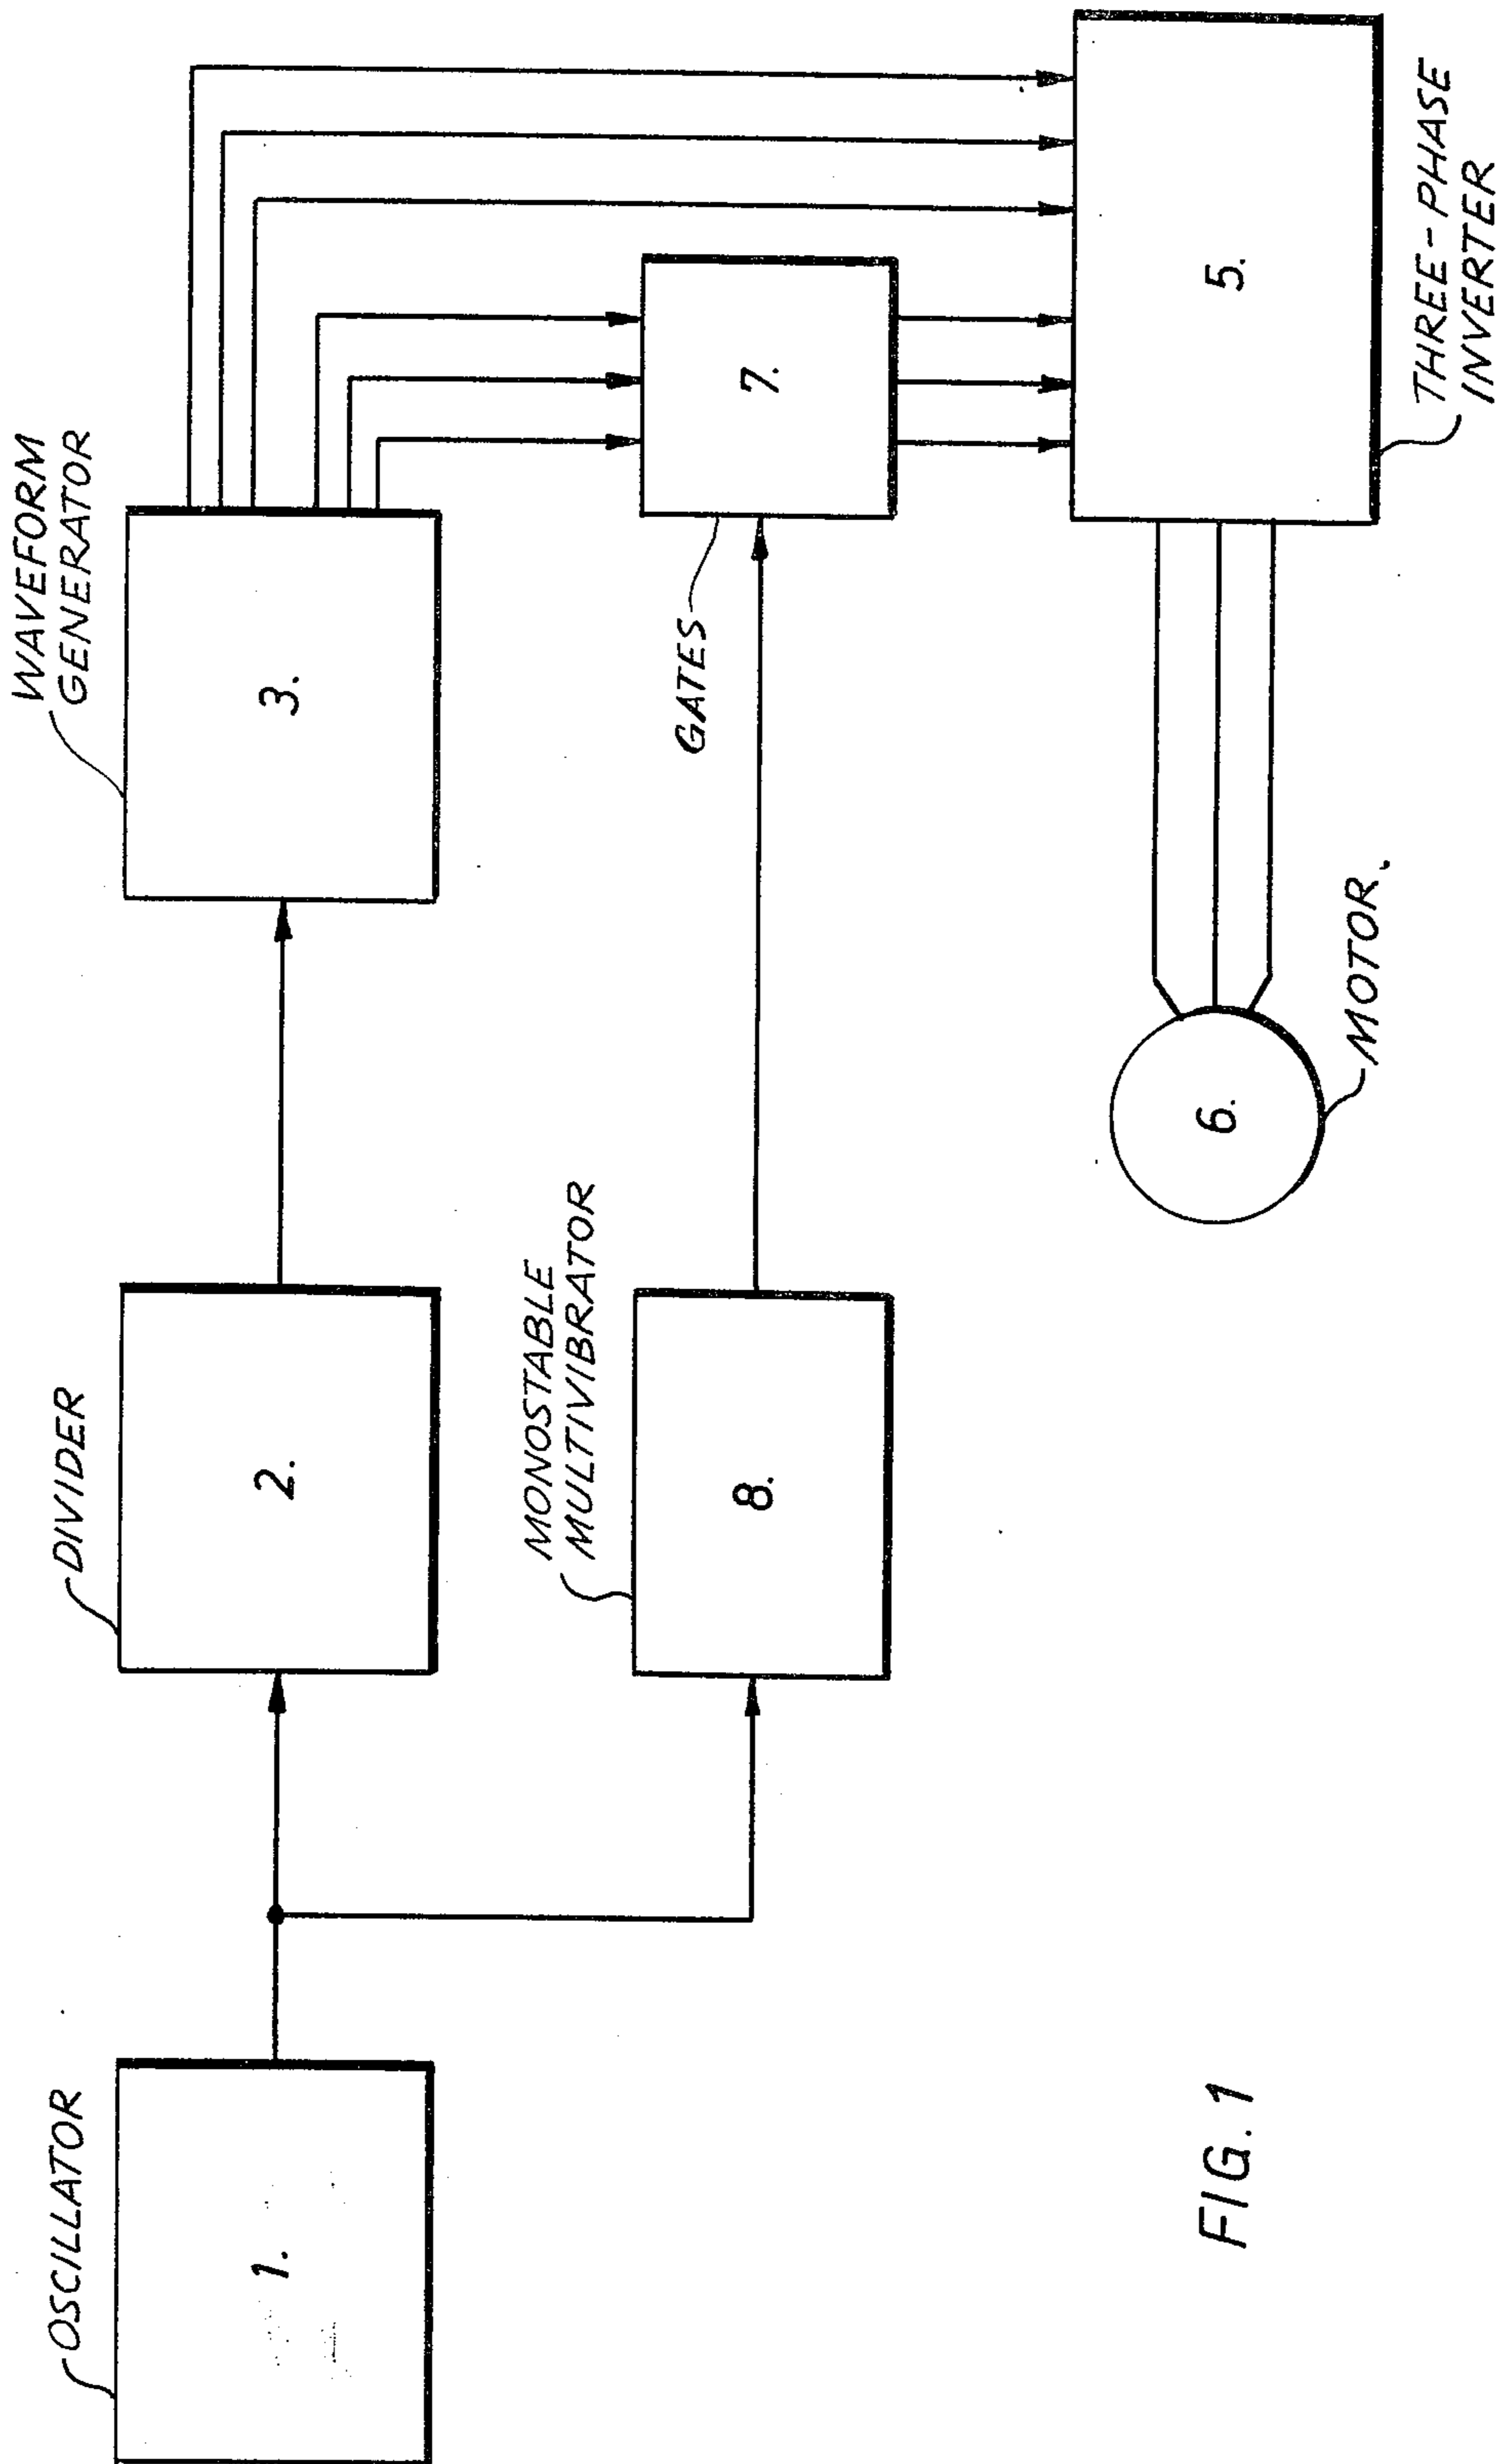 OSCILLATOR
1.
DIVIDER
2.
WAVEFORM
GENERATOR
3.
MONOSTABLE
MULTIVIBRATOR
8.
GATES
7.
6.
MOTOR.
5.
THREE-PHASE
INVERTER
FIG. 1